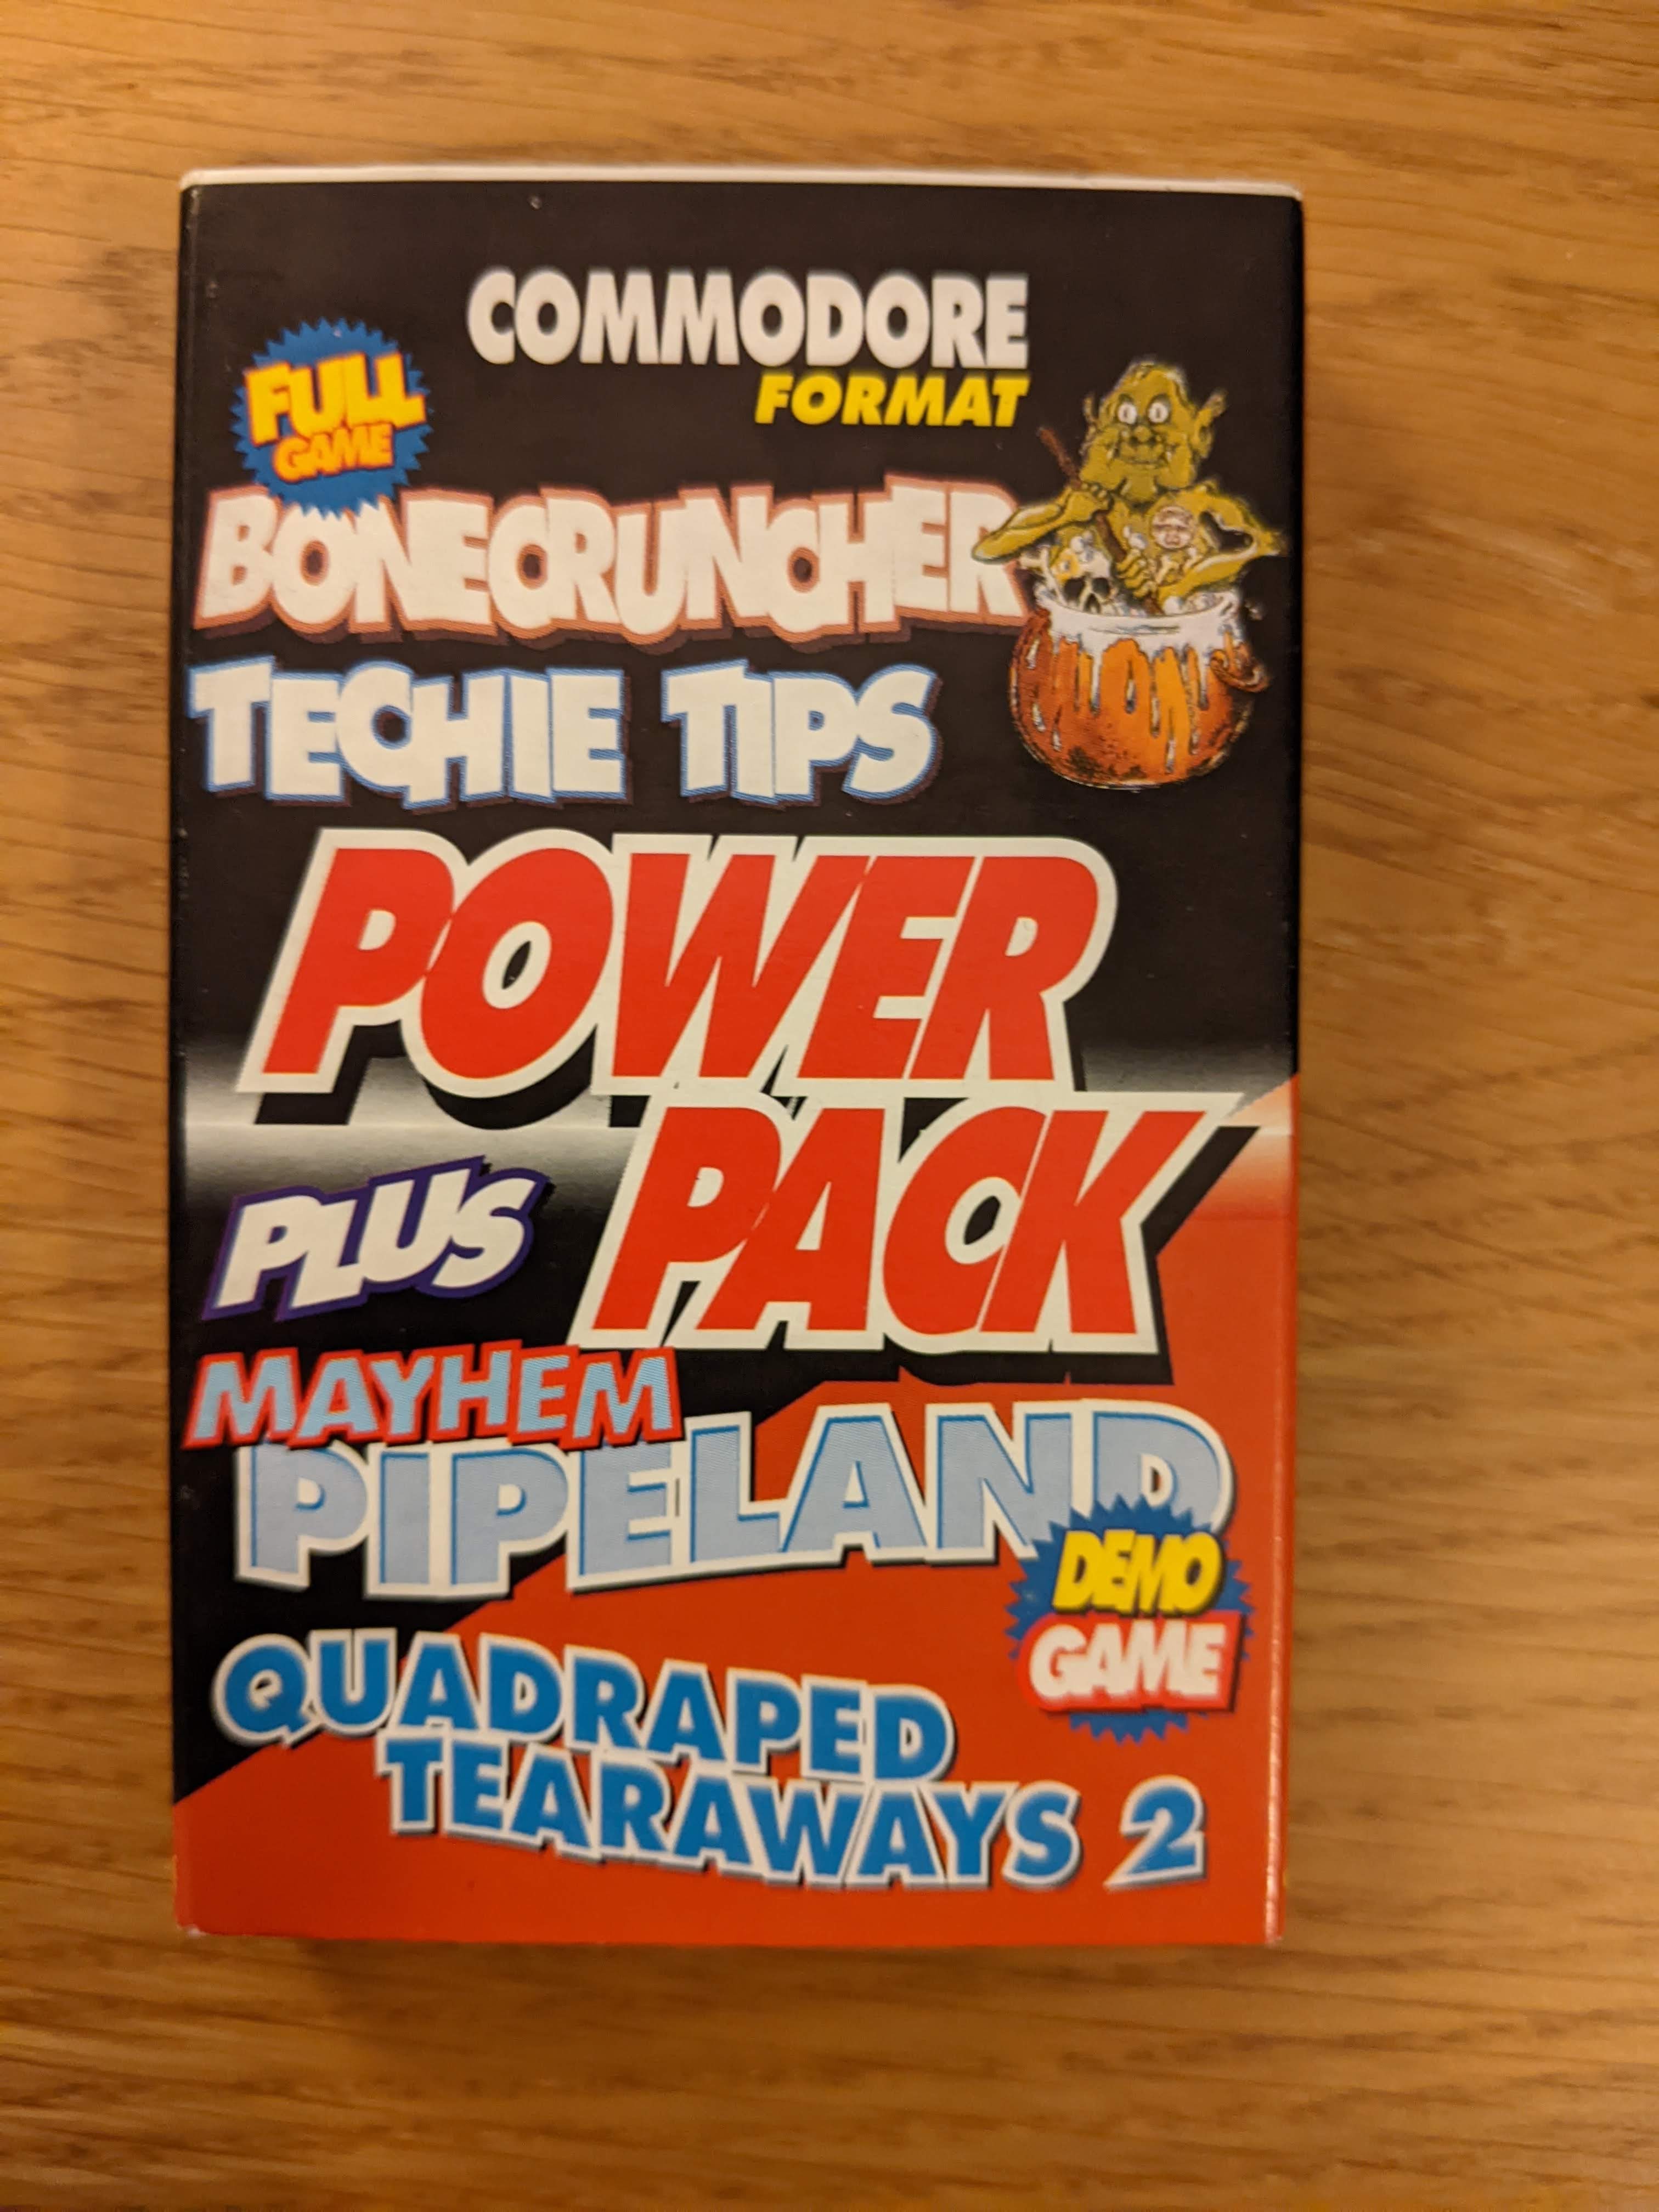 COMMODORE
FORMAT
FULL
GAME
BONECRUNCHER
TECHIE TIPS
POWER
PACK
PLUS
MAYHEM
PIPELAND
DEMO
GAME
QUADRAPED
TEARAWAYS 2